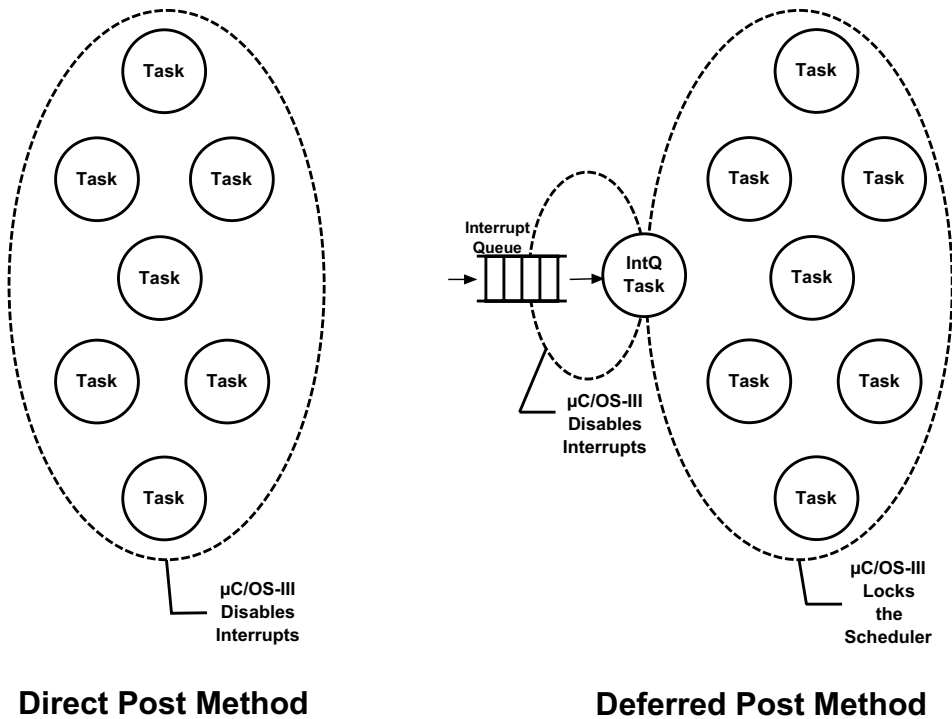 Task
Task
Task
Task
Task
Task
Task
µC/OS-III
Disables
Interrupts
Direct Post Method
Interrupt
Queue
IntQ
Task
µC/OS-III
Disables
Interrupts
Task
Task
Task
Task
Task
Task
Task
µC/OS-III
Locks
the
Scheduler
Deferred Post Method